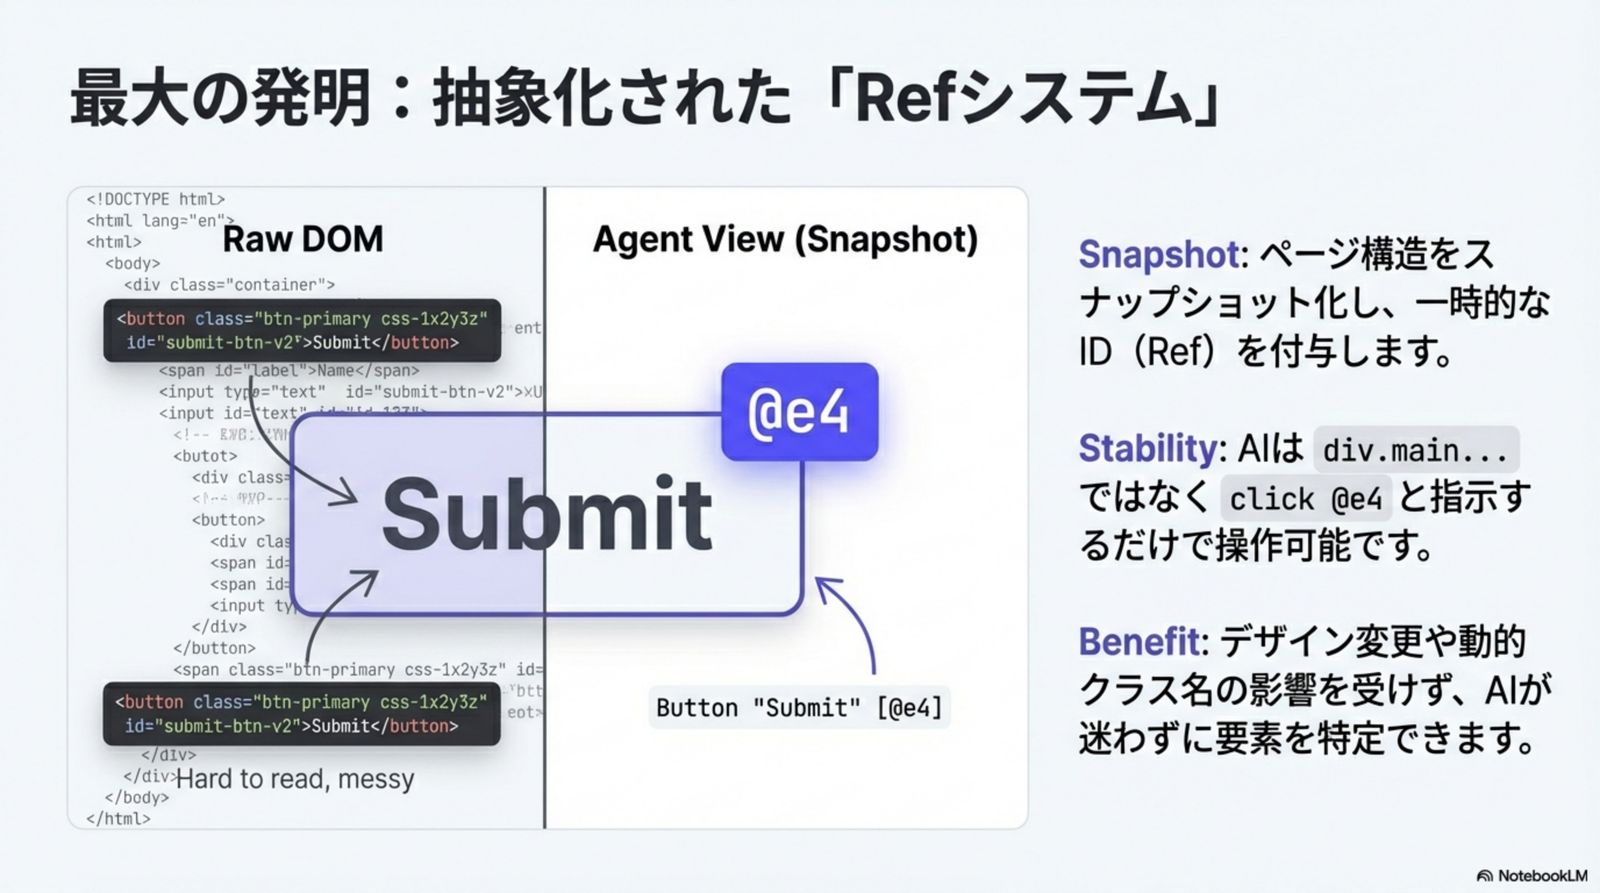 最大の発明：抽象化された「Refシステム」
<!DOCTYPE html>
<html lang="en">
<html>
<body>
<div class="container">
Raw DOM
<button class="btn-primary css-1x2y3z"
id="submit-btn-v2">Submit</button>
ent
<span id="label">Name</span>
<input type="text" id="submit-btn-v2">xU
<input id="text" id="id-123">
<!--
<butot>
<div class=
<button>
<div clas
<span id=
<span id=
<input ty
</div>
</button>
<span class="btn-primary css-1x2y3z" id=
<button class="btn-primary css-1x2y3z"
id="submit-btn-v2">Submit</button>
eot>
</div>
</div>
Hard to read, messy
</body>
</html>
Agent View (Snapshot)
@e4
Submit
Button "Submit" [@e4]
Snapshot: ページ構造をス
ナップショット化し、一時的な
ID（Ref）を付与します。
Stability: AIは div.main...
ではなく click @e4 と指示す
るだけで操作可能です。
Benefit: デザイン変更や動的
クラス名の影響を受けず、AIが
迷わずに要素を特定できます。
NotebookLM